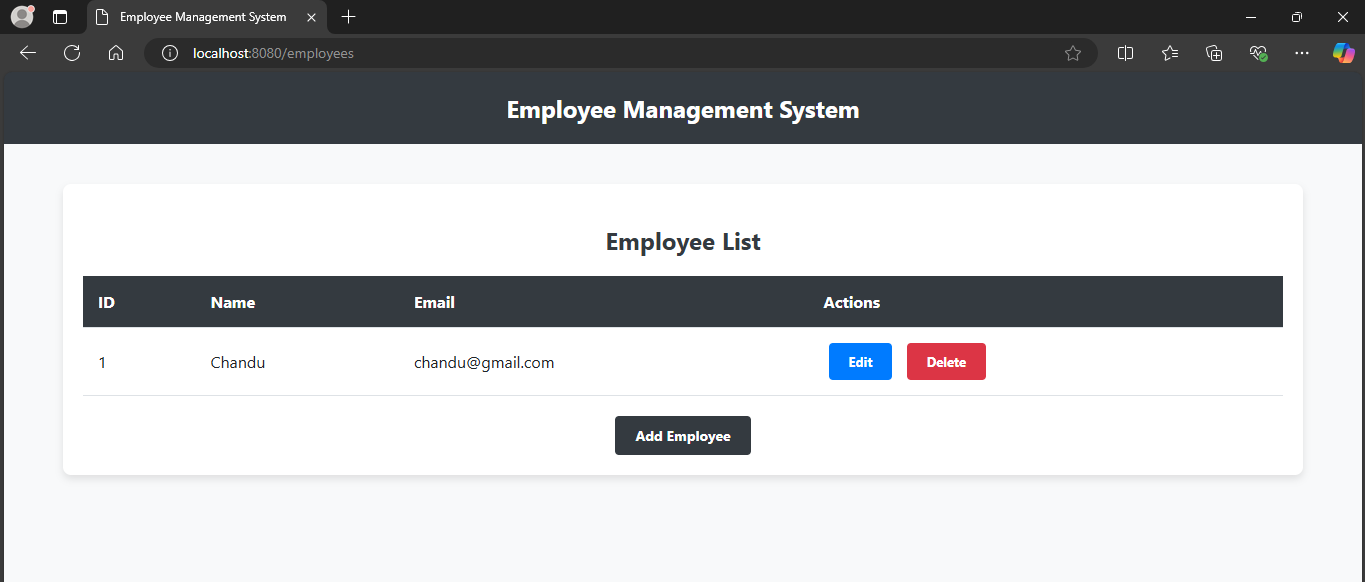 Employee Management System
localhost:8080/employees
Employee Management System
Employee List
ID Name Email Actions
1 Chandu chandu@gmail.com Edit Delete
Add Employee